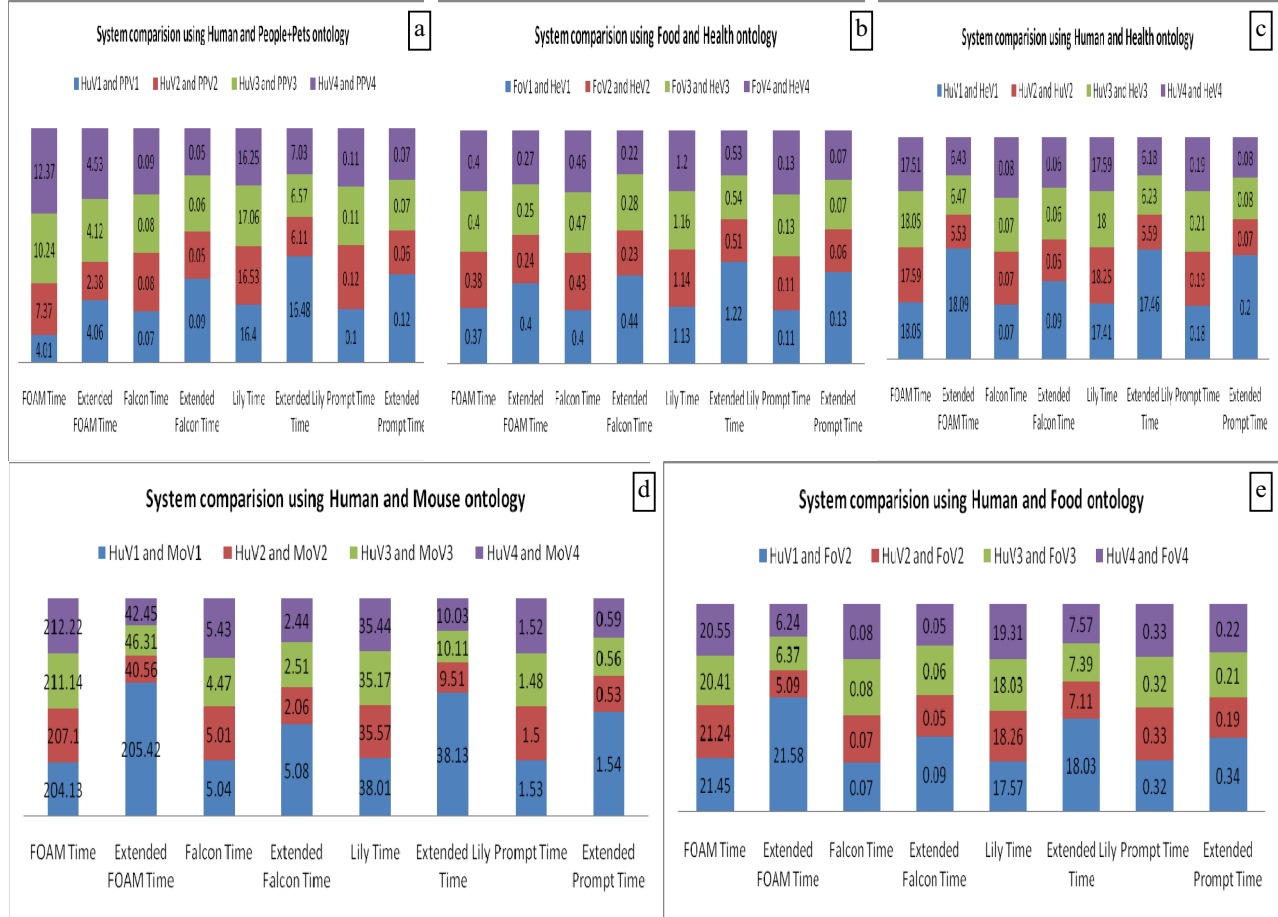 System comparision using Human and People+Pets ontology
a
HuV1 and PPV1 HuV2 and PPV2 HuV3 and PPV3 HuV4 and PPV4
12.37 4.53 0.09 0.05 16.25 7.03 0.11 0.07
10.24 4.12 0.08 0.06 17.06 6.57 0.11 0.07
7.37 2.38 0.08 0.05 16.53 6.11 0.12 0.06
4.01 4.06 0.07 0.09 16.4 16.48 0.1 0.12
FOAM Time Extended Falcon Time Extended Lily Time Extended Lily Prompt Time Extended
FOAM Time Falcon Time Time Prompt Time
System comparision using Food and Health ontology
b
FoV1 and HeV1 FoV2 and HeV2 FoV3 and HeV3 FoV4 and HeV4
0.4 0.27 0.46 0.22 1.2 0.53 0.13 0.07
0.4 0.25 0.47 0.28 1.16 0.54 0.13 0.07
0.38 0.24 0.43 0.23 1.14 0.51 0.11 0.06
0.37 0.4 0.4 0.44 1.13 1.22 0.11 0.13
FOAM Time Extended Falcon Time Extended Lily Time Extended Lily Prompt Time Extended
FOAM Time Falcon Time Time Prompt Time
System comparision using Human and Health ontology
c
HuV1 and HeV1 HuV2 and HuV2 HuV3 and HeV3 HuV4 and HeV4
17.51 6.43 0.08 0.06 17.59 6.18 0.19 0.08
18.05 6.47 0.07 0.06 18 6.23 0.21 0.08
17.59 5.53 0.07 0.05 18.25 5.59 0.19 0.07
18.05 18.09 0.07 0.09 17.41 17.46 0.18 0.2
FOAM Time Extended Falcon Time Extended Lily Time Extended Lily Prompt Time Extended
FOAM Time Falcon Time Time Prompt Time
System comparision using Human and Mouse ontology
d
HuV1 and MoV1 HuV2 and MoV2 HuV3 and MoV3 HuV4 and MoV4
212.22 42.45 5.43 2.44 35.44 10.03 1.52 0.59
211.14 46.31 4.47 2.51 35.17 10.11 1.48 0.56
207.1 40.56 5.01 2.06 35.57 9.51 1.5 0.53
204.13 205.42 5.04 5.08 38.01 38.13 1.53 1.54
FOAM Time Extended Falcon Time Extended Lily Time Extended Lily Prompt Time Extended
FOAM Time Falcon Time Time Prompt Time
System comparision using Human and Food ontology
e
HuV1 and FoV2 HuV2 and FoV2 HuV3 and FoV3 HuV4 and FoV4
20.55 6.24 0.08 0.05 19.31 7.57 0.33 0.22
20.41 6.37 0.08 0.06 18.03 7.39 0.32 0.21
21.24 5.09 0.07 0.05 18.26 7.11 0.33 0.19
21.45 21.58 0.07 0.09 17.57 18.03 0.32 0.34
FOAM Time Extended Falcon Time Extended Lily Time Extended Lily Prompt Time Extended
FOAM Time Falcon Time Time Prompt Time